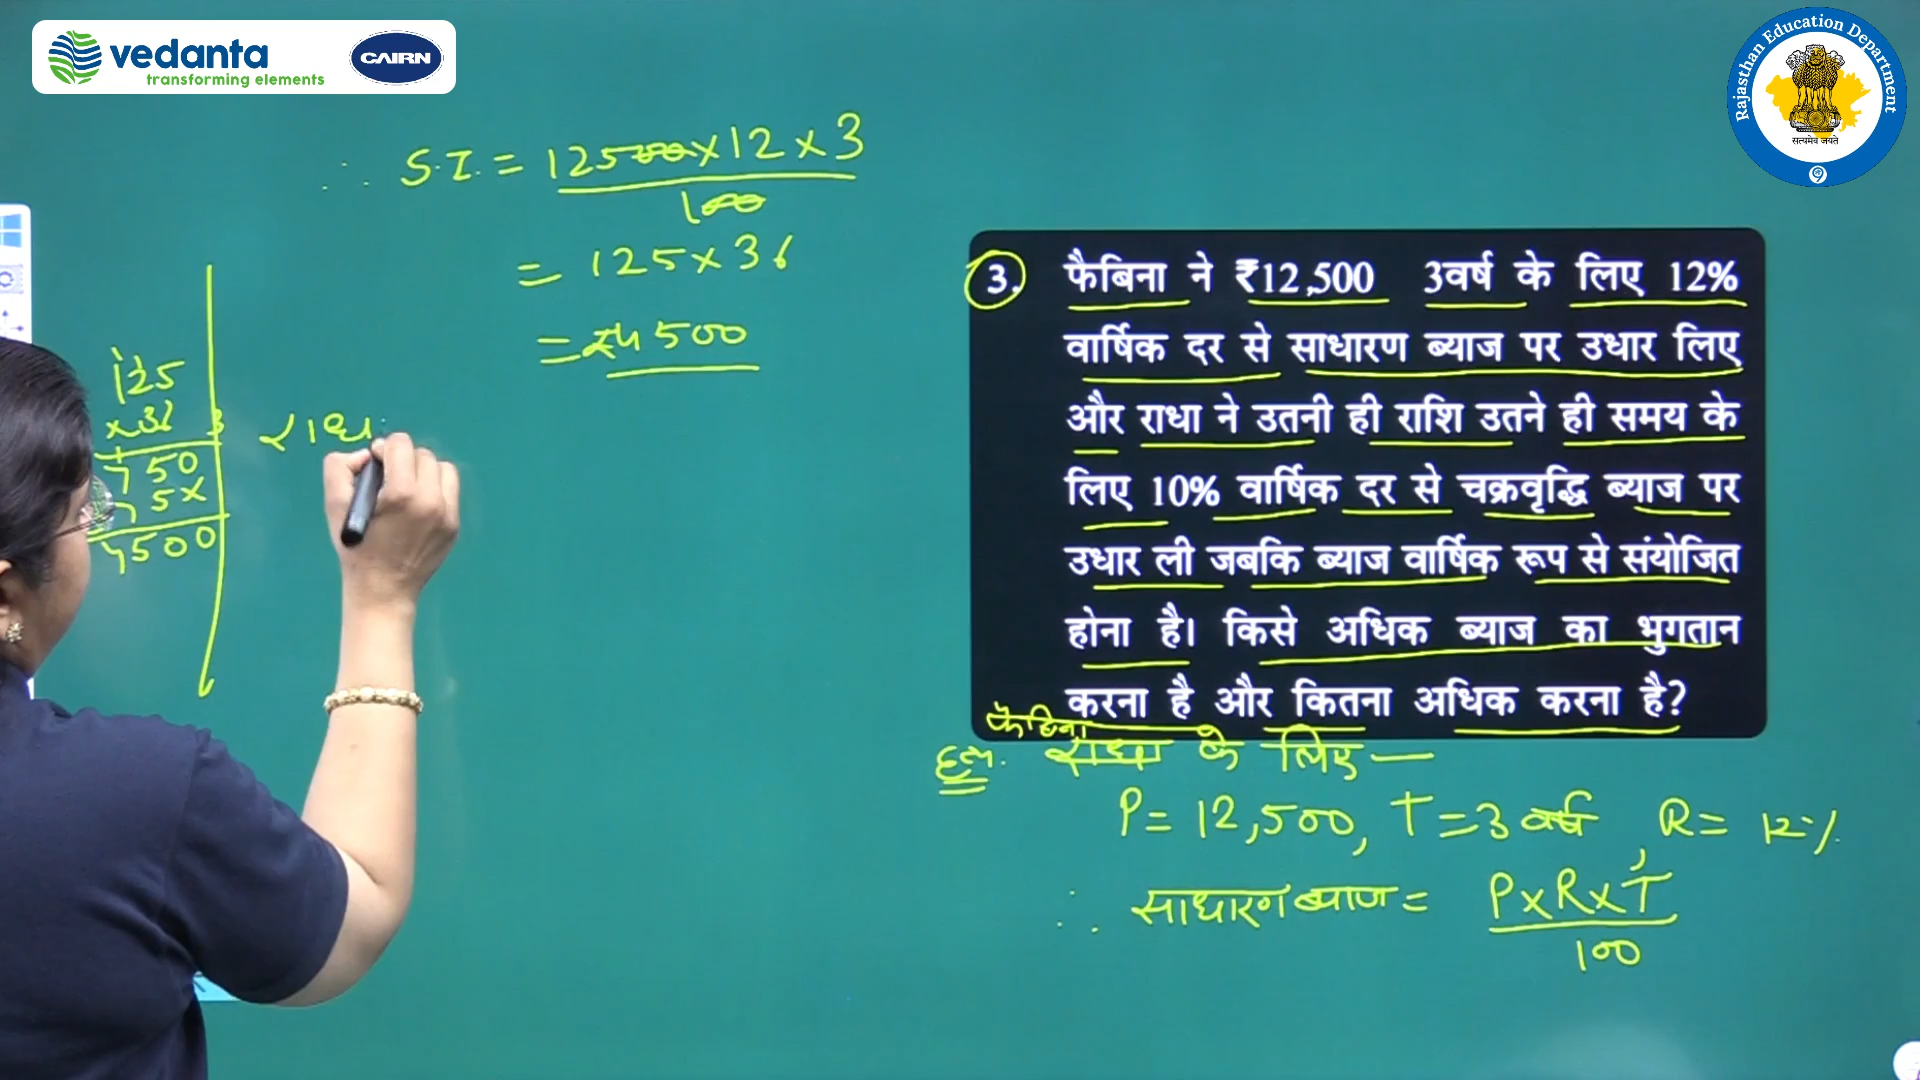 vedanta
transforming elements
CAIRN
Rajasthan Education Department
सत्यमेव जयते
∴ S.I. = 12500×12×3
100
= 125×36
= ₹4500
125
×36
750
75×
4500
3
राधा
3. फैबिना ने ₹12,500 3वर्ष के लिए 12%
वार्षिक दर से साधारण ब्याज पर उधार लिए
और राधा ने उतनी ही राशि उतने ही समय के
लिए 10% वार्षिक दर से चक्रवृद्धि ब्याज पर
उधार ली जबकि ब्याज वार्षिक रूप से संयोजित
होना है। किसे अधिक ब्याज का भुगतान
करना है और कितना अधिक करना है?
फैबिना
हल. राधा के लिए —
P = 12,500, T = 3 वर्ष, R = 12%
∴ साधारण ब्याज = P×R×T
100